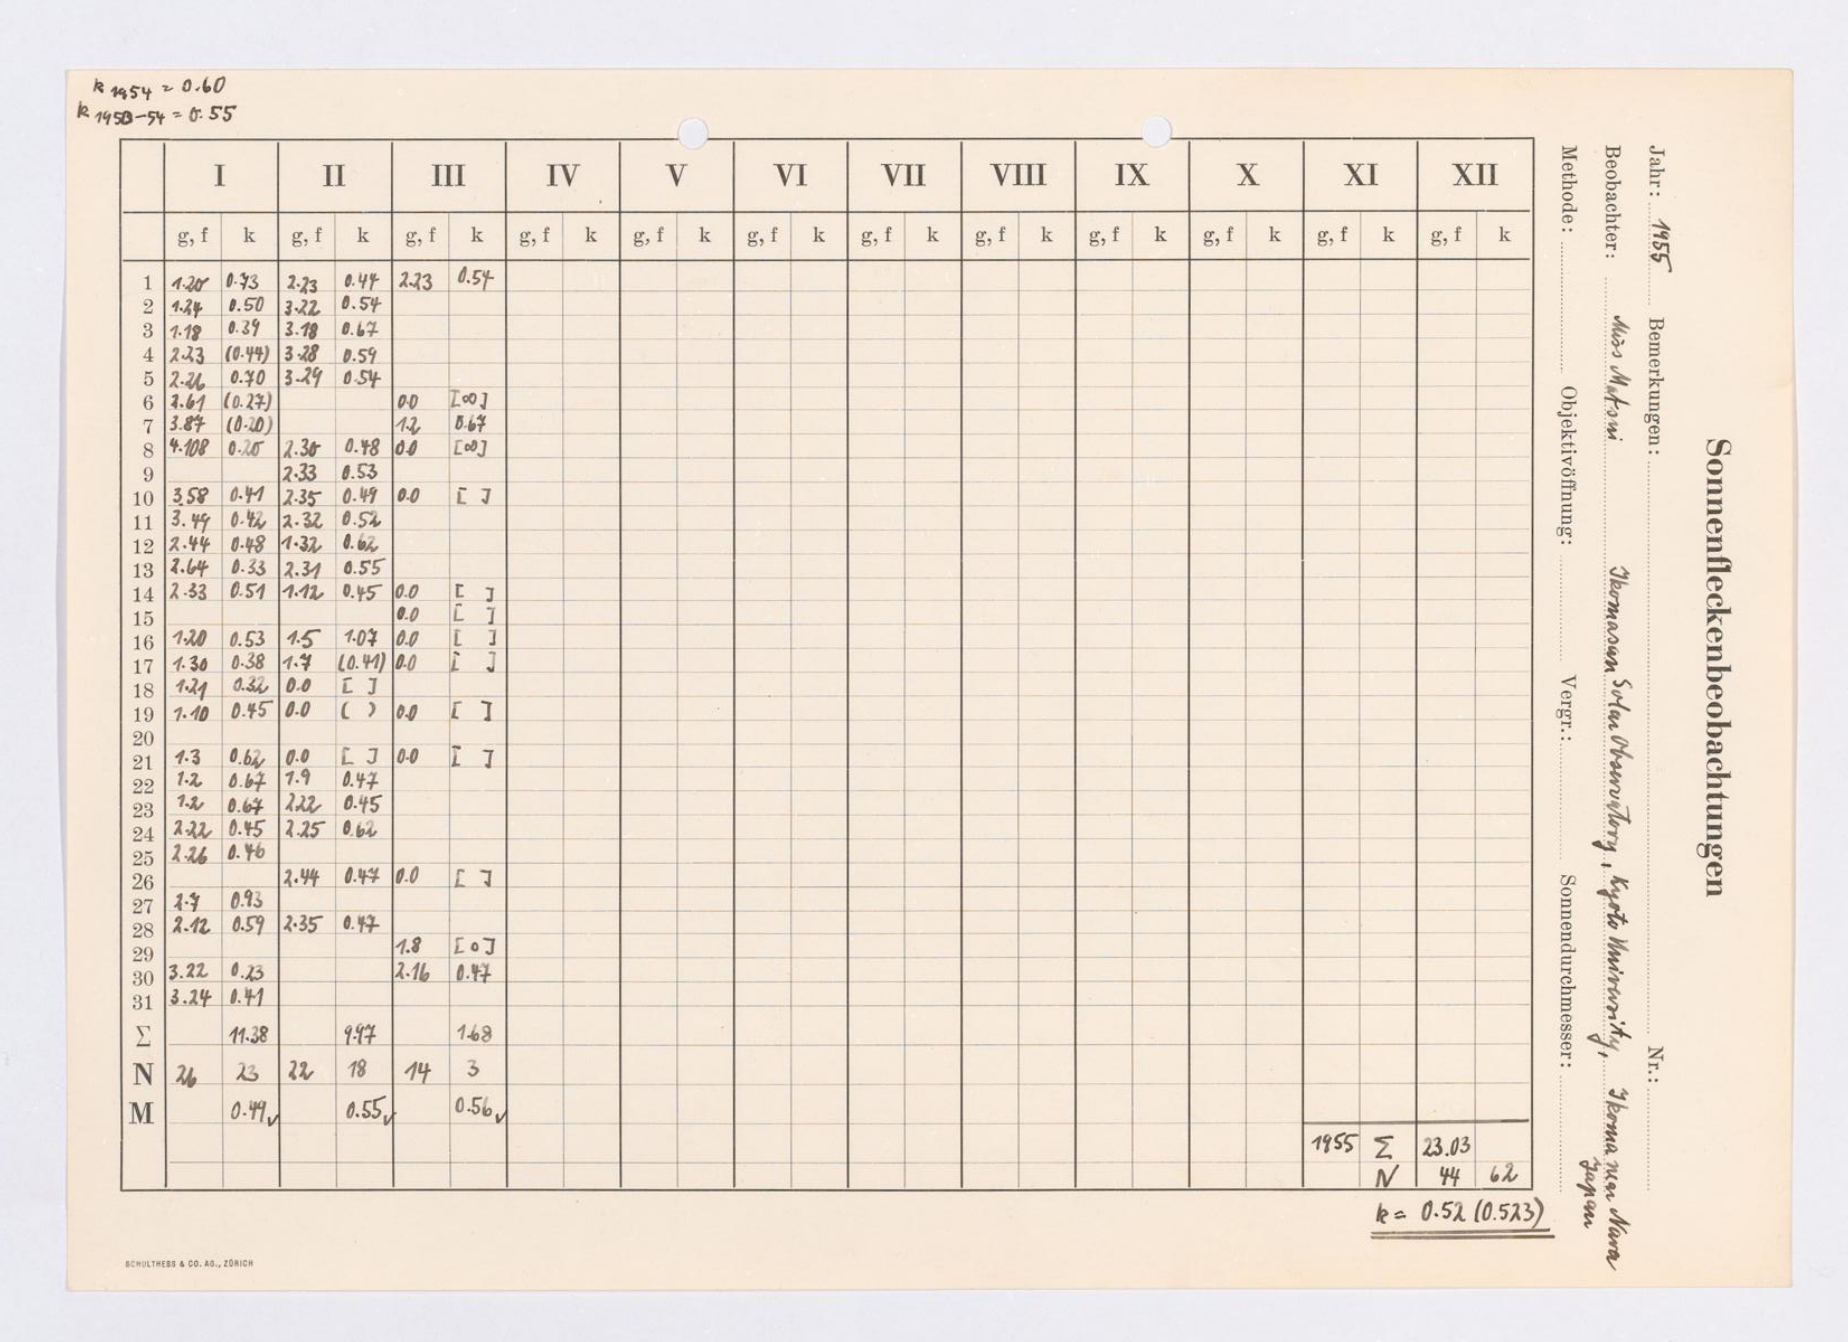 k 1954 = 0.60
k 1950-54 = 0.55
I II III IV V VI VII VIII IX X XI XII
g, f k g, f k g, f k g, f k g, f k g, f k g, f k g, f k g, f k g, f k g, f k g, f k
1 1.20 0.73 2.23 0.44 2.23 0.54
2 1.24 0.50 3.22 0.54
3 1.18 0.39 3.18 0.67
4 2.23 (0.44) 3.28 0.59
5 2.26 0.70 3.29 0.54
6 2.61 (0.27) 0.0 [∞]
7 3.87 (0.20) 1.2 0.67
8 4.108 0.20 2.30 0.48 0.0 [∞]
9 2.33 0.53
10 3.58 0.41 2.35 0.49 0.0 [ ]
11 3.49 0.42 2.32 0.52
12 2.44 0.48 1.32 0.62
13 2.64 0.33 2.31 0.55
14 2.33 0.51 1.12 0.45 0.0 [ ]
15 0.0 [ ]
16 1.20 0.53 1.5 1.07 0.0 [ ]
17 1.30 0.38 1.7 (0.41) 0.0 [ ]
18 1.21 0.32 0.0 [ ]
19 1.10 0.45 0.0 ( ) 0.0 [ ]
20
21 1.3 0.62 0.0 [ ] 0.0 [ ]
22 1.2 0.67 1.9 0.47
23 1.2 0.67 2.22 0.45
24 2.22 0.45 2.25 0.62
25 2.26 0.46
26 2.44 0.47 0.0 [ ]
27 2.7 0.93
28 2.12 0.59 2.35 0.47
29 1.8 [0]
30 3.22 0.23 2.16 0.47
31 3.24 0.41
Σ 11.38 9.97 1.68
N 26 23 22 18 14 3
M 0.49✓ 0.55✓ 0.56✓
1955 Σ 23.03
N 44 62
k = 0.52 (0.523)
SCHULTHESS & CO. AG., ZÜRICH
Sonnenfleckenbeobachtungen
Jahr: 1955 Bemerkungen: Nr.:
Beobachter: Miss Matsui Ikomasan Solar Observatory, Kyoto University, Ikoma near Nara
Japan
Methode: Objektivöffnung: Vergr.: Sonnendurchmesser: